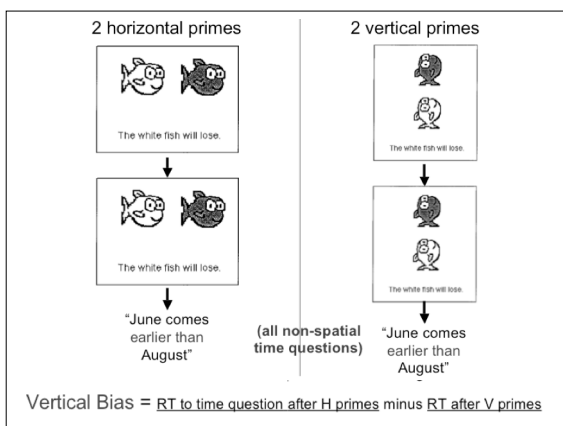 2 horizontal primes
The white fish will lose.
The white fish will lose.
"June comes
earlier than
August"
2 vertical primes
The white fish will lose.
The white fish will lose.
(all non-spatial
time questions)
"June comes
earlier than
August"
Vertical Bias = RT to time question after H primes minus RT after V primes